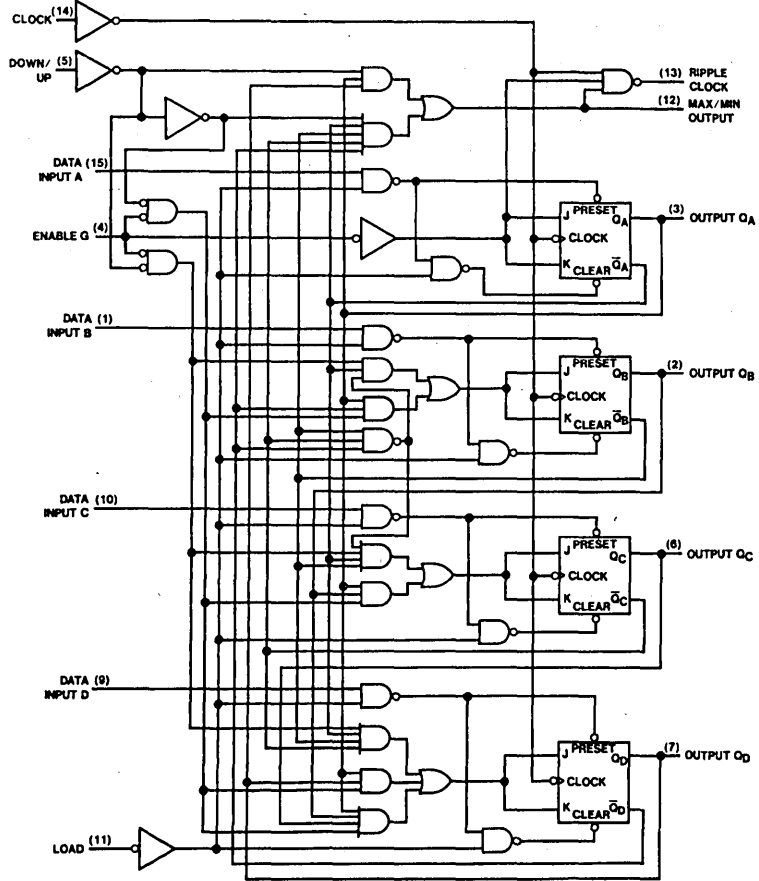 CLOCK (14)
DOWN/ (5)
UP
(13) RIPPLE
CLOCK
(12) MAX/MIN
OUTPUT
DATA (15)
INPUT A
ENABLE G (4)
PRESET
J QA
CLOCK
K CLEAR Q̅A
(3) OUTPUT QA
DATA (1)
INPUT B
PRESET
J QB
CLOCK
K CLEAR Q̅B
(2) OUTPUT QB
DATA (10)
INPUT C
PRESET
J QC
CLOCK
K CLEAR Q̅C
(6) OUTPUT QC
DATA (9)
INPUT D
PRESET
J QD
CLOCK
K CLEAR Q̅D
(7) OUTPUT QD
LOAD (11)